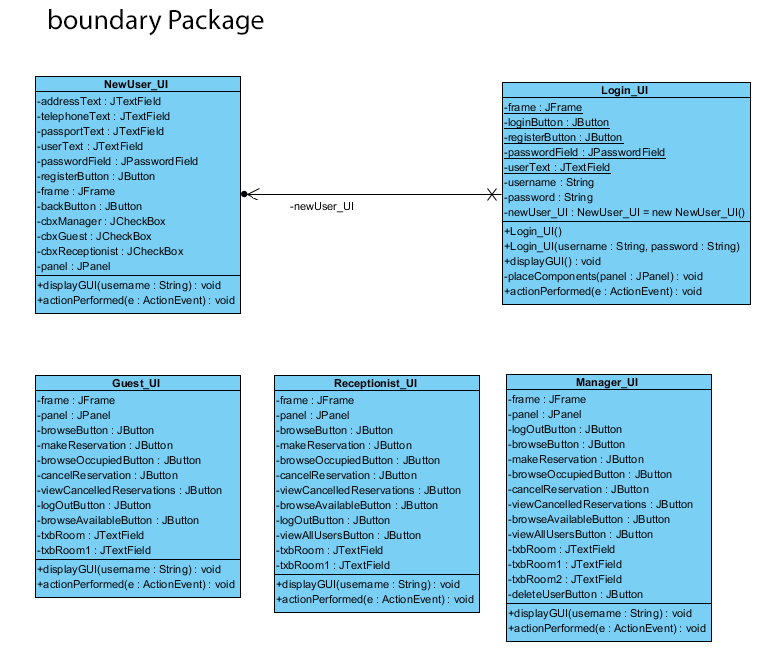 boundary Package
NewUser_UI
-addressText : JTextField
-telephoneText : JTextField
-passportText : JTextField
-userText : JTextField
-passwordField : JPasswordField
-registerButton : JButton
-frame : JFrame
-backButton : JButton
-cbxManager : JCheckBox
-cbxGuest : JCheckBox
-cbxReceptionist : JCheckBox
-panel : JPanel
+displayGUI(username : String) : void
+actionPerformed(e : ActionEvent) : void
-newUser_UI
Login_UI
-frame : JFrame
-loginButton : JButton
-registerButton : JButton
-passwordField : JPasswordField
-userText : JTextField
-username : String
-password : String
-newUser_UI : NewUser_UI = new NewUser_UI()
+Login_UI()
+Login_UI(username : String, password : String)
+displayGUI() : void
-placeComponents(panel : JPanel) : void
+actionPerformed(e : ActionEvent) : void
Guest_UI
-frame : JFrame
-panel : JPanel
-browseButton : JButton
-makeReservation : JButton
-browseOccupiedButton : JButton
-cancelReservation : JButton
-viewCancelledReservations : JButton
-logOutButton : JButton
-browseAvailableButton : JButton
-txbRoom : JTextField
-txbRoom1 : JTextField
+displayGUI(username : String) : void
+actionPerformed(e : ActionEvent) : void
Receptionist_UI
-frame : JFrame
-panel : JPanel
-browseButton : JButton
-makeReservation : JButton
-browseOccupiedButton : JButton
-cancelReservation : JButton
-viewCancelledReservations : JButton
-browseAvailableButton : JButton
-logOutButton : JButton
-viewAllUsersButton : JButton
-txbRoom : JTextField
-txbRoom1 : JTextField
+displayGUI(username : String) : void
+actionPerformed(e : ActionEvent) : void
Manager_UI
-frame : JFrame
-panel : JPanel
-logOutButton : JButton
-browseButton : JButton
-makeReservation : JButton
-browseOccupiedButton : JButton
-cancelReservation : JButton
-viewCancelledReservations : JButton
-browseAvailableButton : JButton
-viewAllUsersButton : JButton
-txbRoom : JTextField
-txbRoom1 : JTextField
-txbRoom2 : JTextField
-deleteUserButton : JButton
+displayGUI(username : String) : void
+actionPerformed(e : ActionEvent) : void